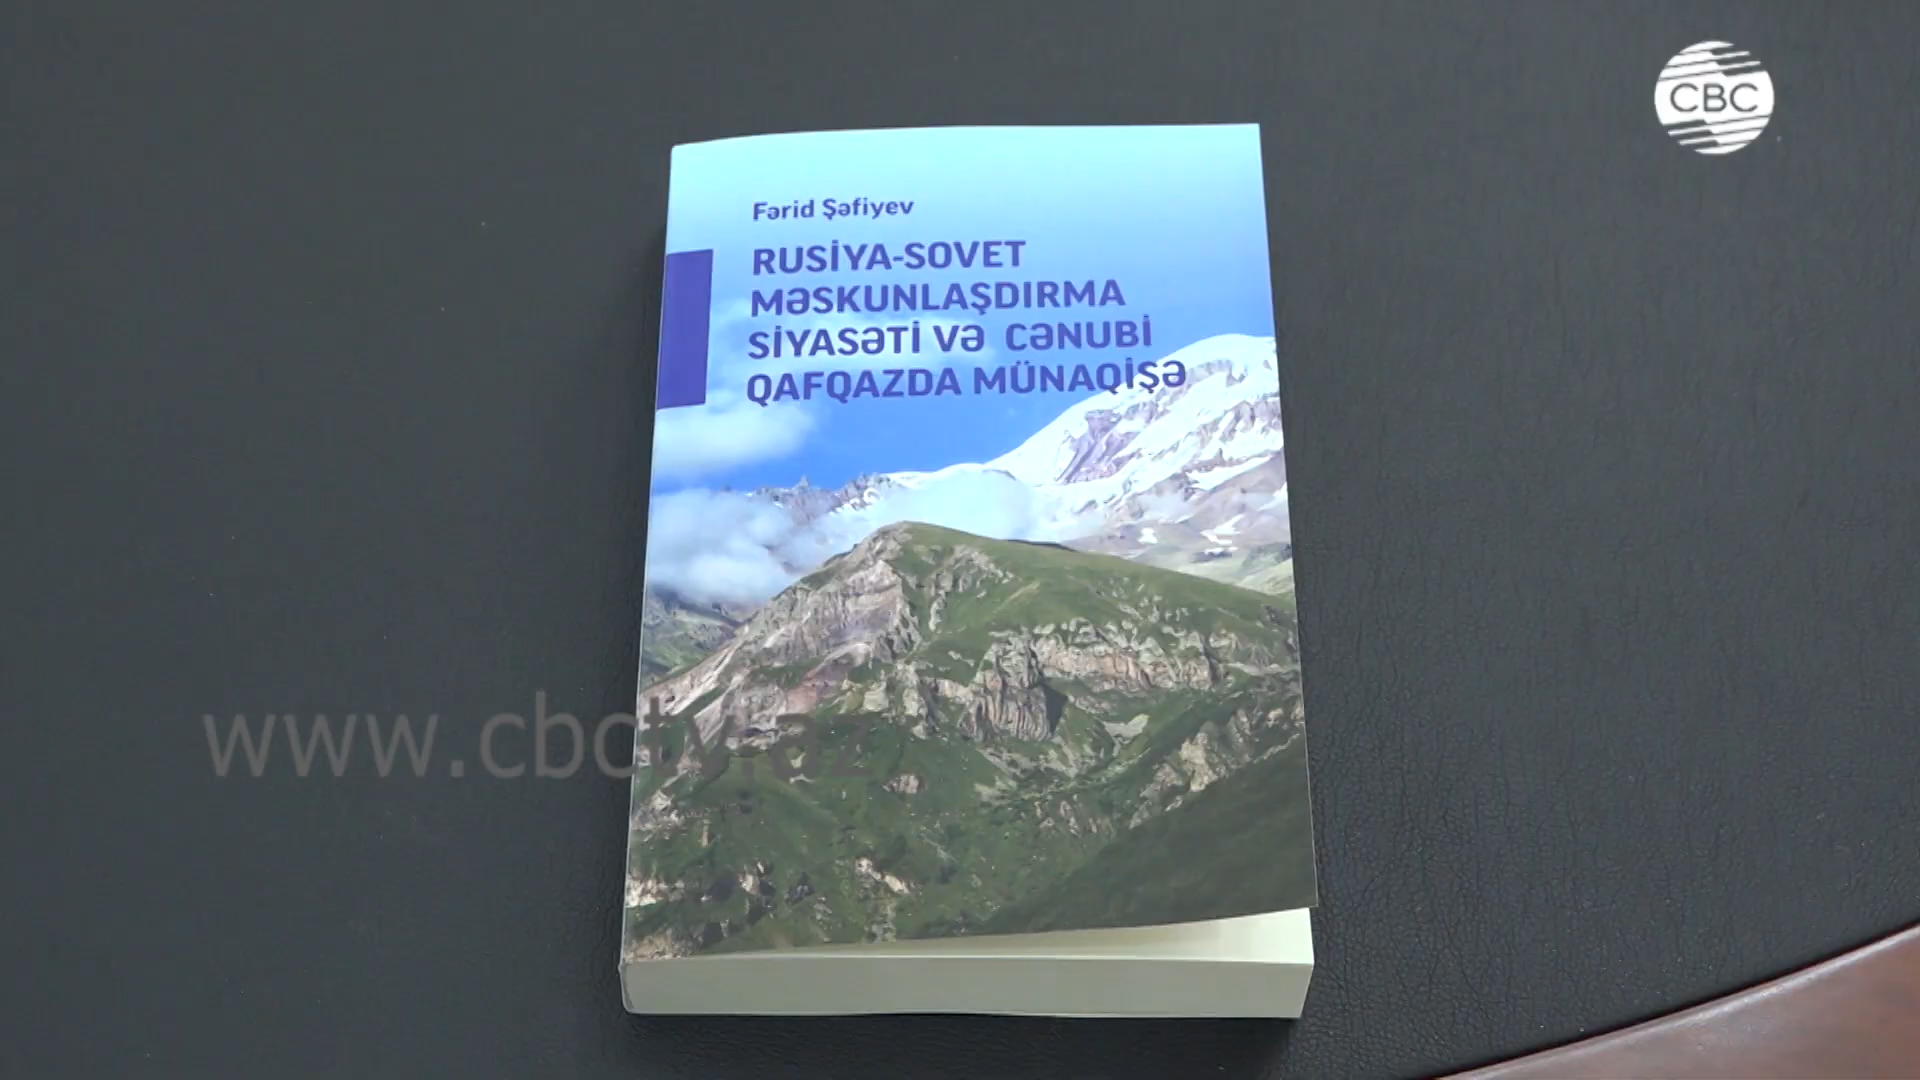 CBC
Fərid Şəfiyev
RUSİYA-SOVET
MƏSKUNLAŞDIRMA
SİYASƏTİ VƏ CƏNUBİ
QAFQAZDA MÜNAQİŞƏ
www.cbctv.az